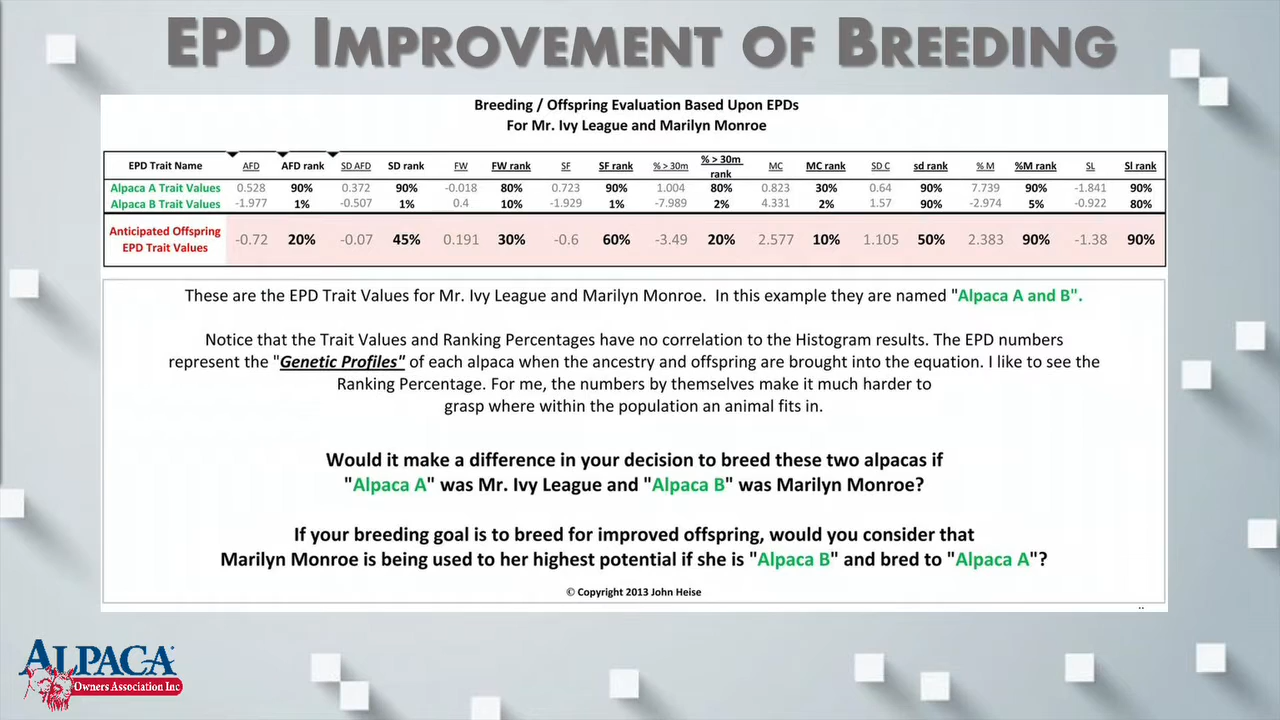 EPD IMPROVEMENT OF BREEDING
Breeding / Offspring Evaluation Based Upon EPDs
For Mr. Ivy League and Marilyn Monroe
EPD Trait Name AFD AFD rank SD AFD SD rank FW FW rank SF SF rank % > 30m % > 30m rank MC MC rank SD C sd rank % M %M rank SL Sl rank
Alpaca A Trait Values 0.528 90% 0.372 90% -0.018 80% 0.723 90% 1.004 80% 0.823 30% 0.64 90% 7.739 90% -1.841 90%
Alpaca B Trait Values -1.977 1% -0.507 1% 0.4 10% -1.929 1% -7.989 2% 4.331 2% 1.57 90% -2.974 5% -0.922 80%
Anticipated Offspring
EPD Trait Values -0.72 20% -0.07 45% 0.191 30% -0.6 60% -3.49 20% 2.577 10% 1.105 50% 2.383 90% -1.38 90%
These are the EPD Trait Values for Mr. Ivy League and Marilyn Monroe. In this example they are named "Alpaca A and B".
Notice that the Trait Values and Ranking Percentages have no correlation to the Histogram results. The EPD numbers
represent the "Genetic Profiles" of each alpaca when the ancestry and offspring are brought into the equation. I like to see the
Ranking Percentage. For me, the numbers by themselves make it much harder to
grasp where within the population an animal fits in.
Would it make a difference in your decision to breed these two alpacas if
"Alpaca A" was Mr. Ivy League and "Alpaca B" was Marilyn Monroe?
If your breeding goal is to breed for improved offspring, would you consider that
Marilyn Monroe is being used to her highest potential if she is "Alpaca B" and bred to "Alpaca A"?
© Copyright 2013 John Heise
ALPACA
Owners Association Inc